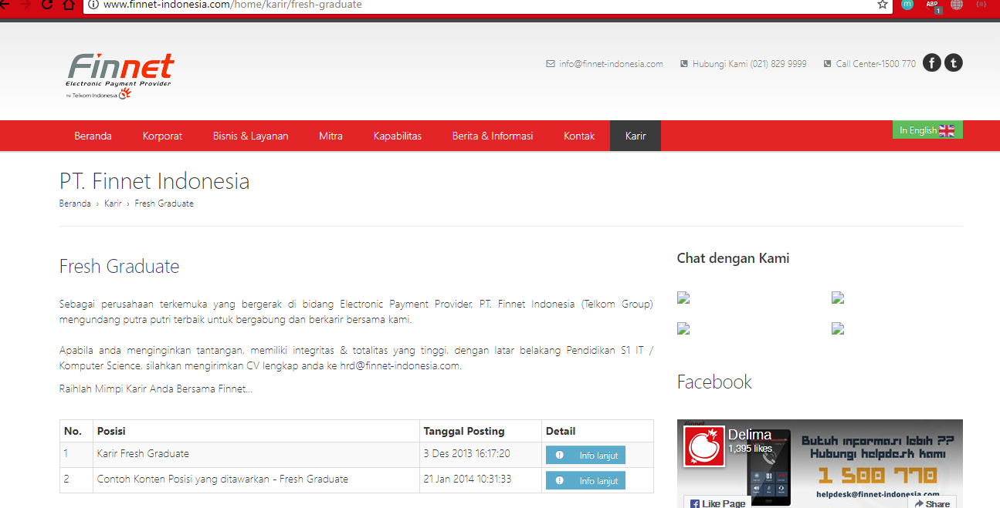 www.finnet-indonesia.com/home/karir/fresh-graduate
m
ABP
1
Finnet
Electronic Payment Provider
by Telkom Indonesia
info@finnet-indonesia.com
Hubungi Kami (021) 829 9999
Call Center-1500 770
f
t
Beranda
Korporat
Bisnis & Layanan
Mitra
Kapabilitas
Berita & Informasi
Kontak
Karir
In English
PT. Finnet Indonesia
Beranda › Karir › Fresh Graduate
Fresh Graduate
Sebagai perusahaan terkemuka yang bergerak di bidang Electronic Payment Provider, PT. Finnet Indonesia (Telkom Group)
mengundang putra putri terbaik untuk bergabung dan berkarir bersama kami.
Apabila anda menginginkan tantangan, memiliki integritas & totalitas yang tinggi, dengan latar belakang Pendidikan S1 IT /
Komputer Science, silahkan mengirimkan CV lengkap anda ke hrd@finnet-indonesia.com.
Raihlah Mimpi Karir Anda Bersama Finnet...
No. Posisi Tanggal Posting Detail
1 Karir Fresh Graduate 3 Des 2013 16:17:20 Info lanjut
2 Contoh Konten Posisi yang ditawarkan - Fresh Graduate 21 Jan 2014 10:31:33 Info lanjut
Chat dengan Kami
Facebook
Finnet
Delima
1,395 likes
Butuh informasi lebih ??
Hubungi helpdesk kami
1 500 770
helpdesk@finnet-indonesia.com
Like Page
Share